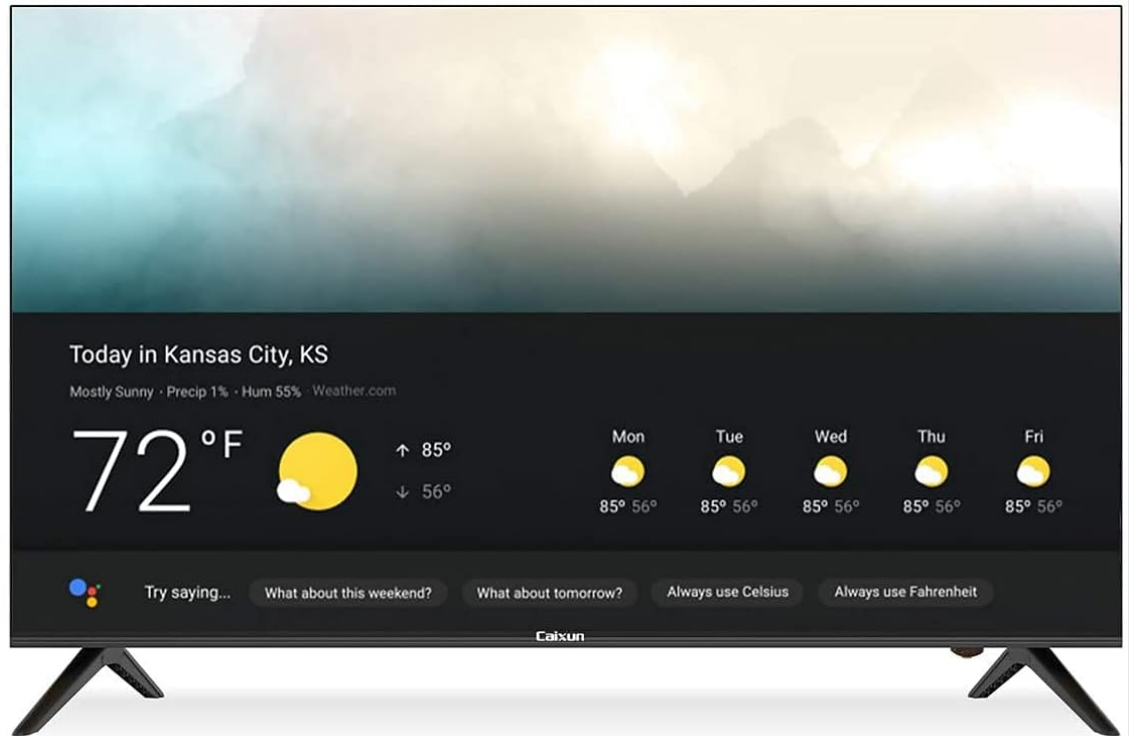 Today in Kansas City, KS
Mostly Sunny · Precip 1% · Hum 55% · Weather.com
72 °F
↑ 85°
↓ 56°
Mon Tue Wed Thu Fri
85° 56° 85° 56° 85° 56° 85° 56° 85° 56°
Try saying... What about this weekend? What about tomorrow? Always use Celsius Always use Fahrenheit
Caixun